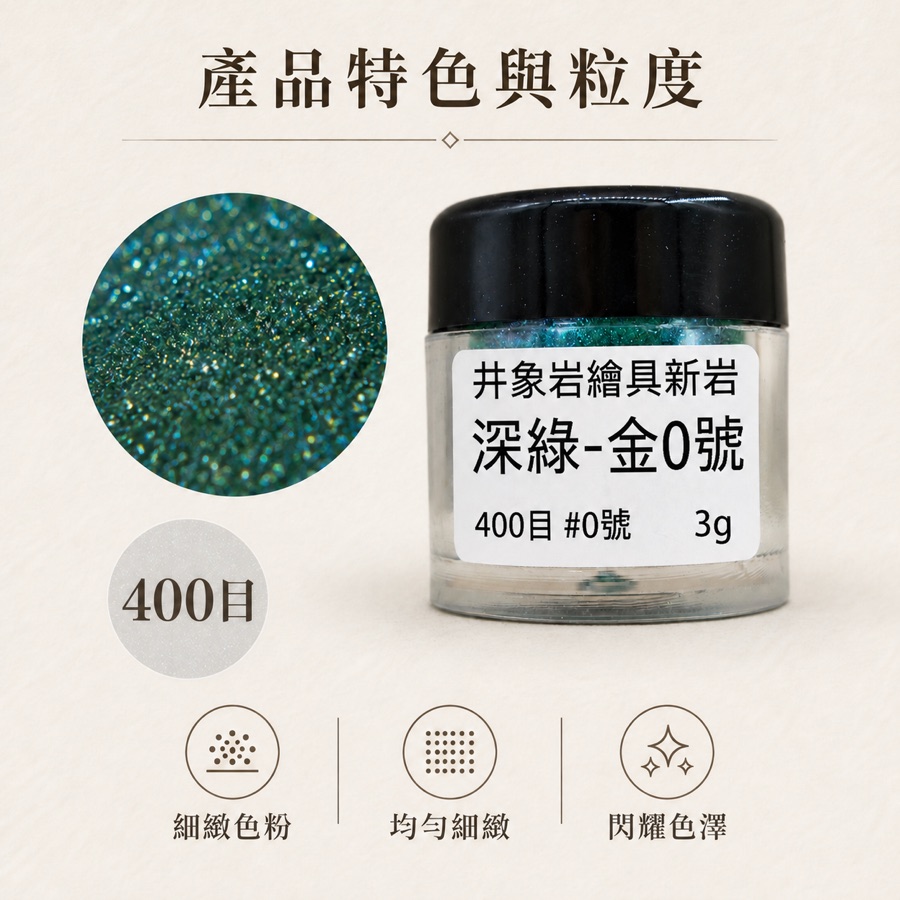 產品特色與粒度
井象岩繪具新岩
深綠-金0號
400目 #0號 3g
400目
細緻色粉
均勻細緻
閃耀色澤